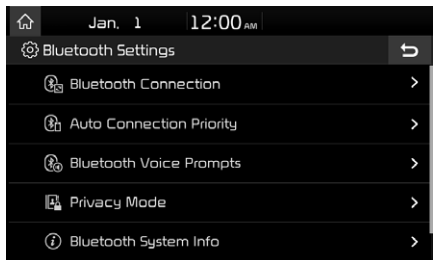 Jan. 1 12:00 AM
Bluetooth Settings
Bluetooth Connection
Auto Connection Priority
Bluetooth Voice Prompts
Privacy Mode
Bluetooth System Info